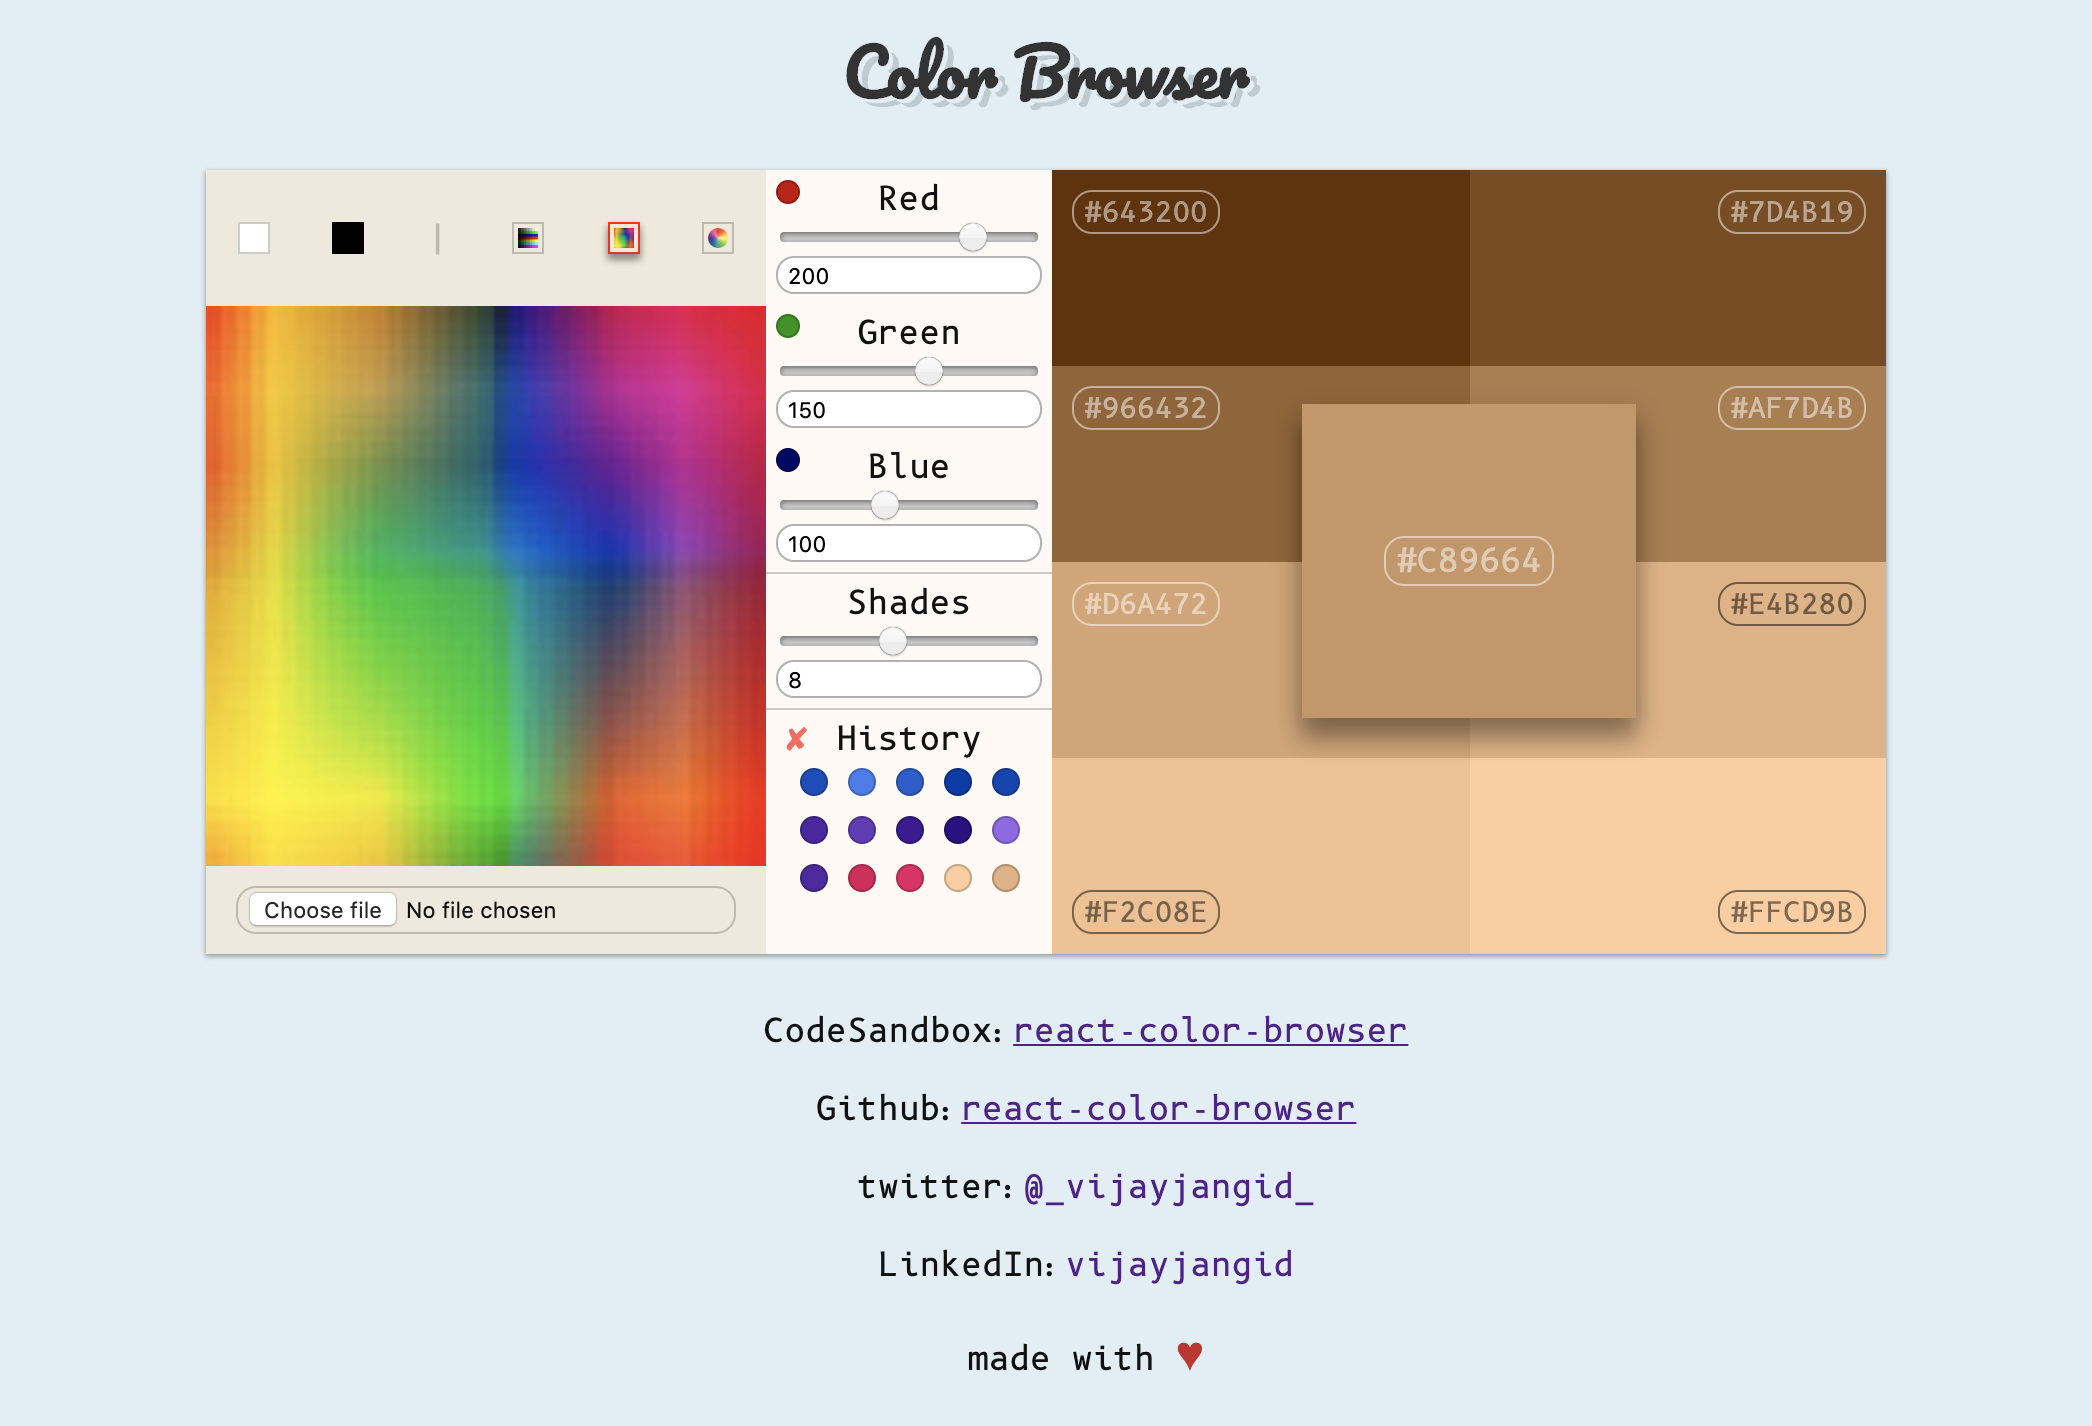 Color Browser
Red
200
Green
150
Blue
100
Shades
8
History
Choose file No file chosen
#643200
#7D4B19
#966432
#AF7D4B
#C89664
#D6A472
#E4B280
#F2C08E
#FFCD9B
CodeSandbox: react-color-browser
Github: react-color-browser
twitter: @_vijayjangid_
LinkedIn: vijayjangid
made with ♥